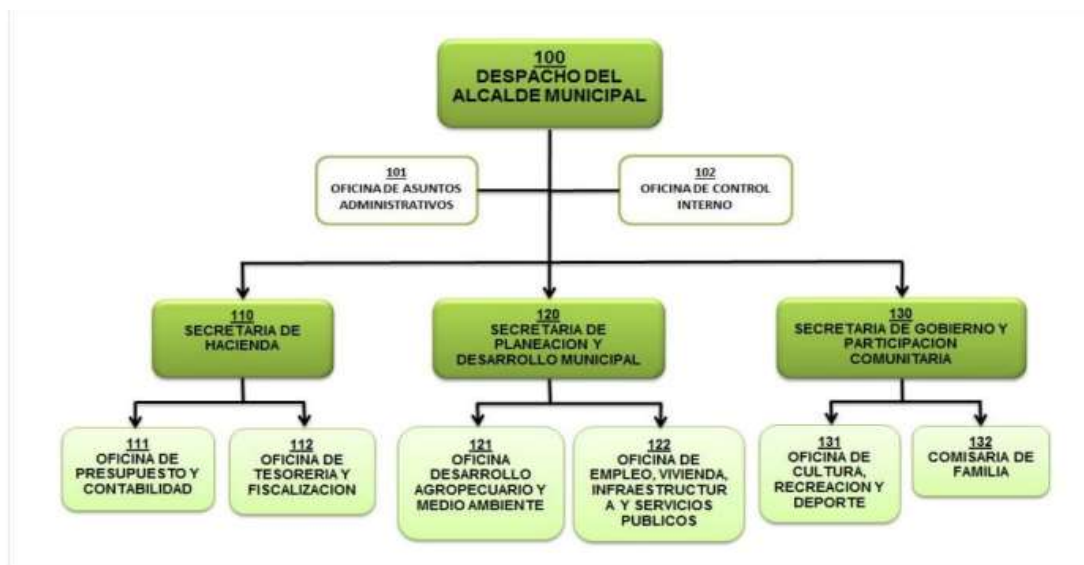 100
DESPACHO DEL
ALCALDE MUNICIPAL
101
OFICINA DE ASUNTOS
ADMINISTRATIVOS
102
OFICINA DE CONTROL
INTERNO
110
SECRETARIA DE
HACIENDA
120
SECRETARIA DE
PLANEACION Y
DESARROLLO MUNICIPAL
130
SECRETARIA DE GOBIERNO Y
PARTICIPACION
COMUNITARIA
111
OFICINA DE
PRESUPUESTO Y
CONTABILIDAD
112
OFICINA DE
TESORERIA Y
FISCALIZACION
121
OFICINA
DESARROLLO
AGROPECUARIO Y
MEDIO AMBIENTE
122
OFICINA DE
EMPLEO, VIVIENDA,
INFRAESTRUCTUR
A Y SERVICIOS
PUBLICOS
131
OFICINA DE
CULTURA,
RECREACION Y
DEPORTE
132
COMISARIA DE
FAMILIA